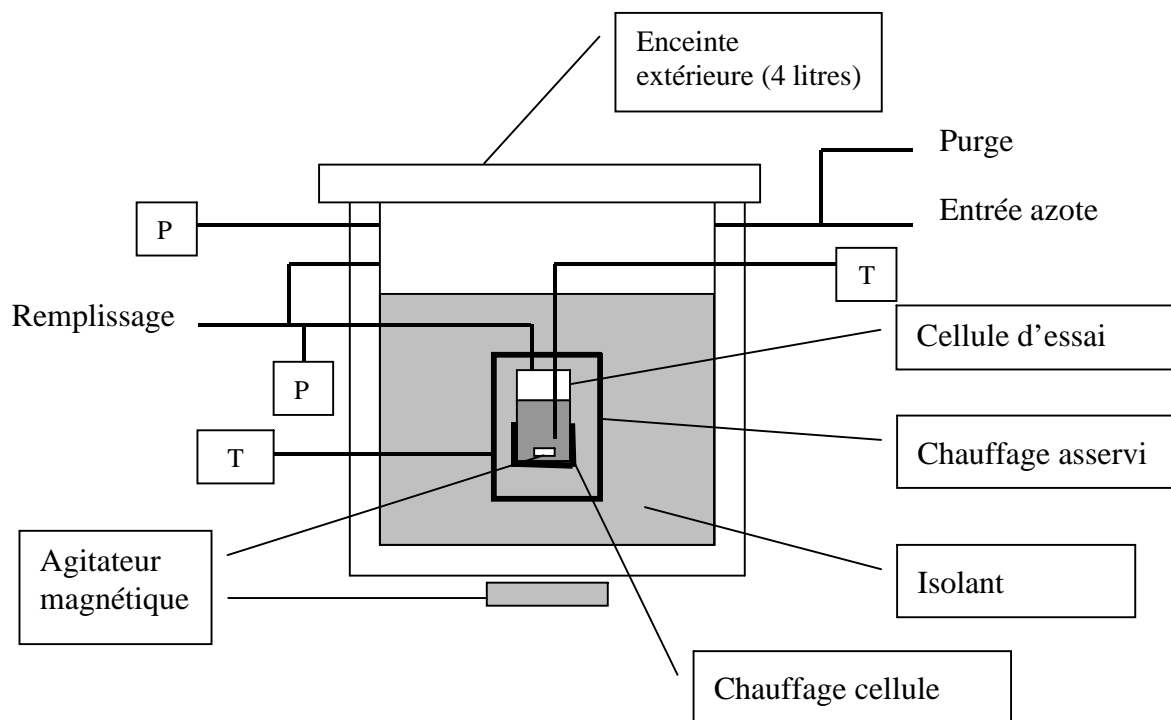 Enceinte
extérieure (4 litres)
Purge
Entrée azote
P
T
Remplissage
Cellule d'essai
P
Chauffage asservi
T
Agitateur
magnétique
Isolant
Chauffage cellule